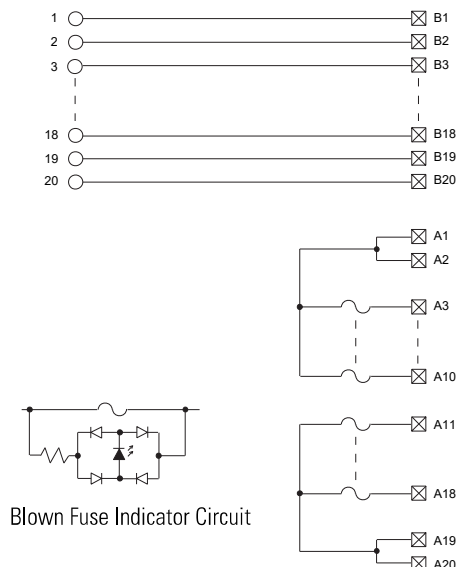 1 B1
2 B2
3 B3
18 B18
19 B19
20 B20
A1
A2
A3
A10
A11
A18
A19
A20
Blown Fuse Indicator Circuit